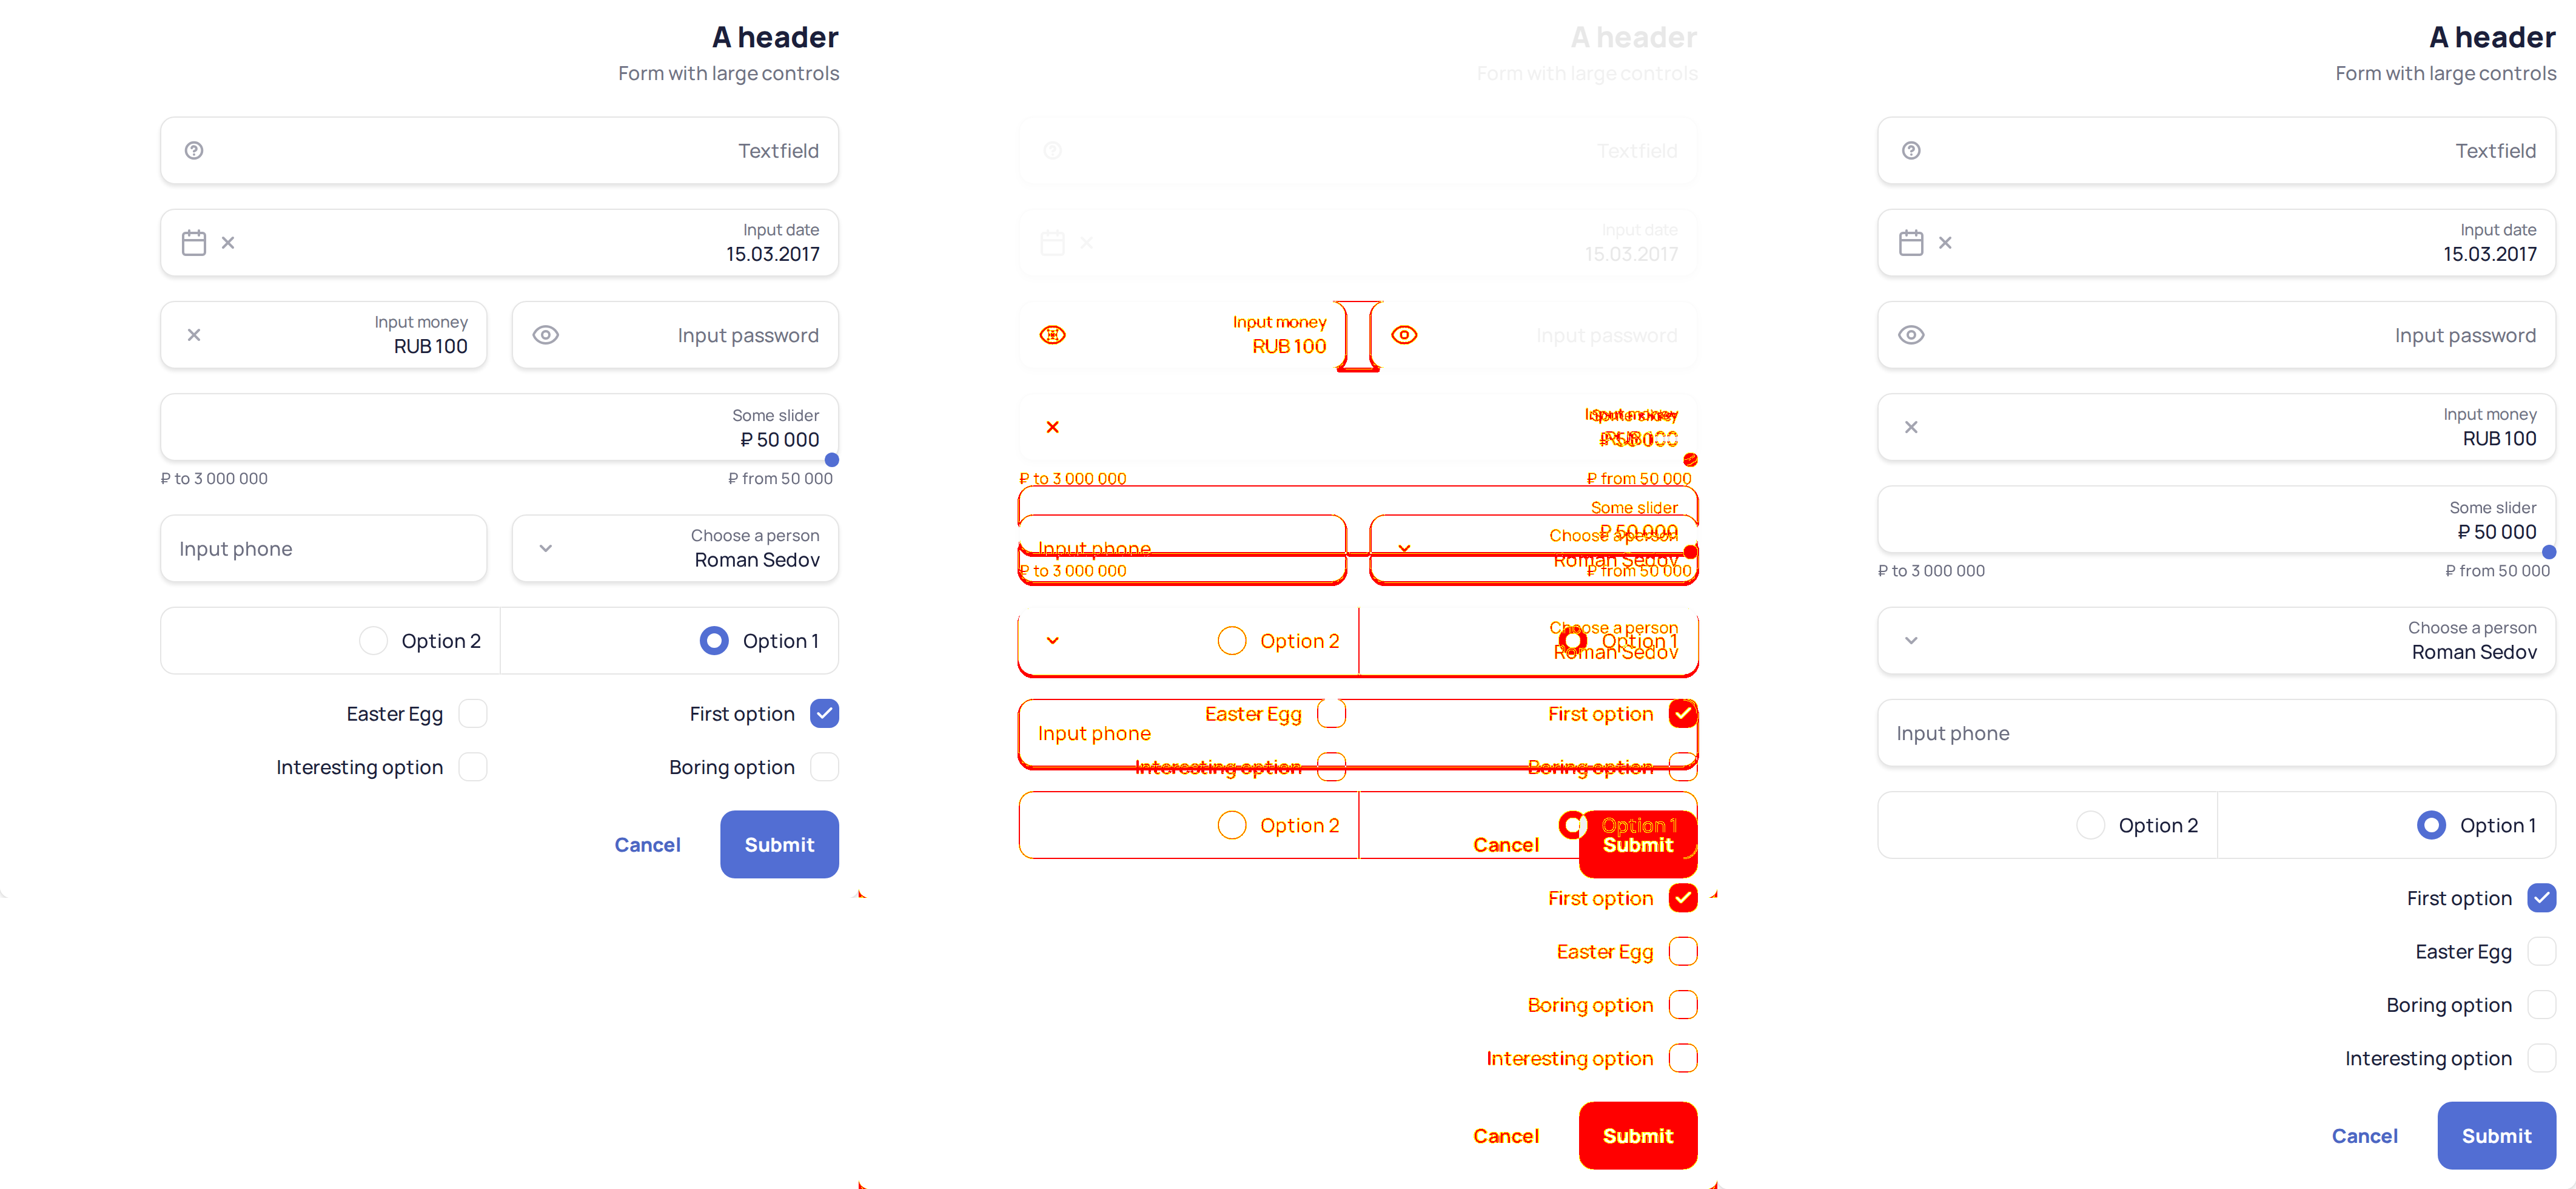 A header
Form with large controls
Textfield
Input date
15.03.2017
Input money
RUB 100
Input password
Some slider
₽ 50 000
₽ to 3 000 000
₽ from 50 000
Input phone
Choose a person
Roman Sedov
Option 2
Option 1
Easter Egg
First option
Interesting option
Boring option
Cancel
Submit
A header
Form with large controls
Textfield
Input date
15.03.2017
Input money
RUB 100
Input password
₽ to 3 000 000
₽ from 50 000
Some slider
₽ 50 000
Input phone
Choose a person
Roman Sedov
₽ to 3 000 000
₽ from 50 000
Option 2
Choose a person
Option 1
Roman Sedov
Easter Egg
First option
Input phone
Interesting option
Boring option
Option 2
Option 1
Cancel
Submit
First option
Easter Egg
Boring option
Interesting option
Cancel
Submit
A header
Form with large controls
Textfield
Input date
15.03.2017
Input password
Input money
RUB 100
Some slider
₽ 50 000
₽ to 3 000 000
₽ from 50 000
Choose a person
Roman Sedov
Input phone
Option 2
Option 1
First option
Easter Egg
Boring option
Interesting option
Cancel
Submit